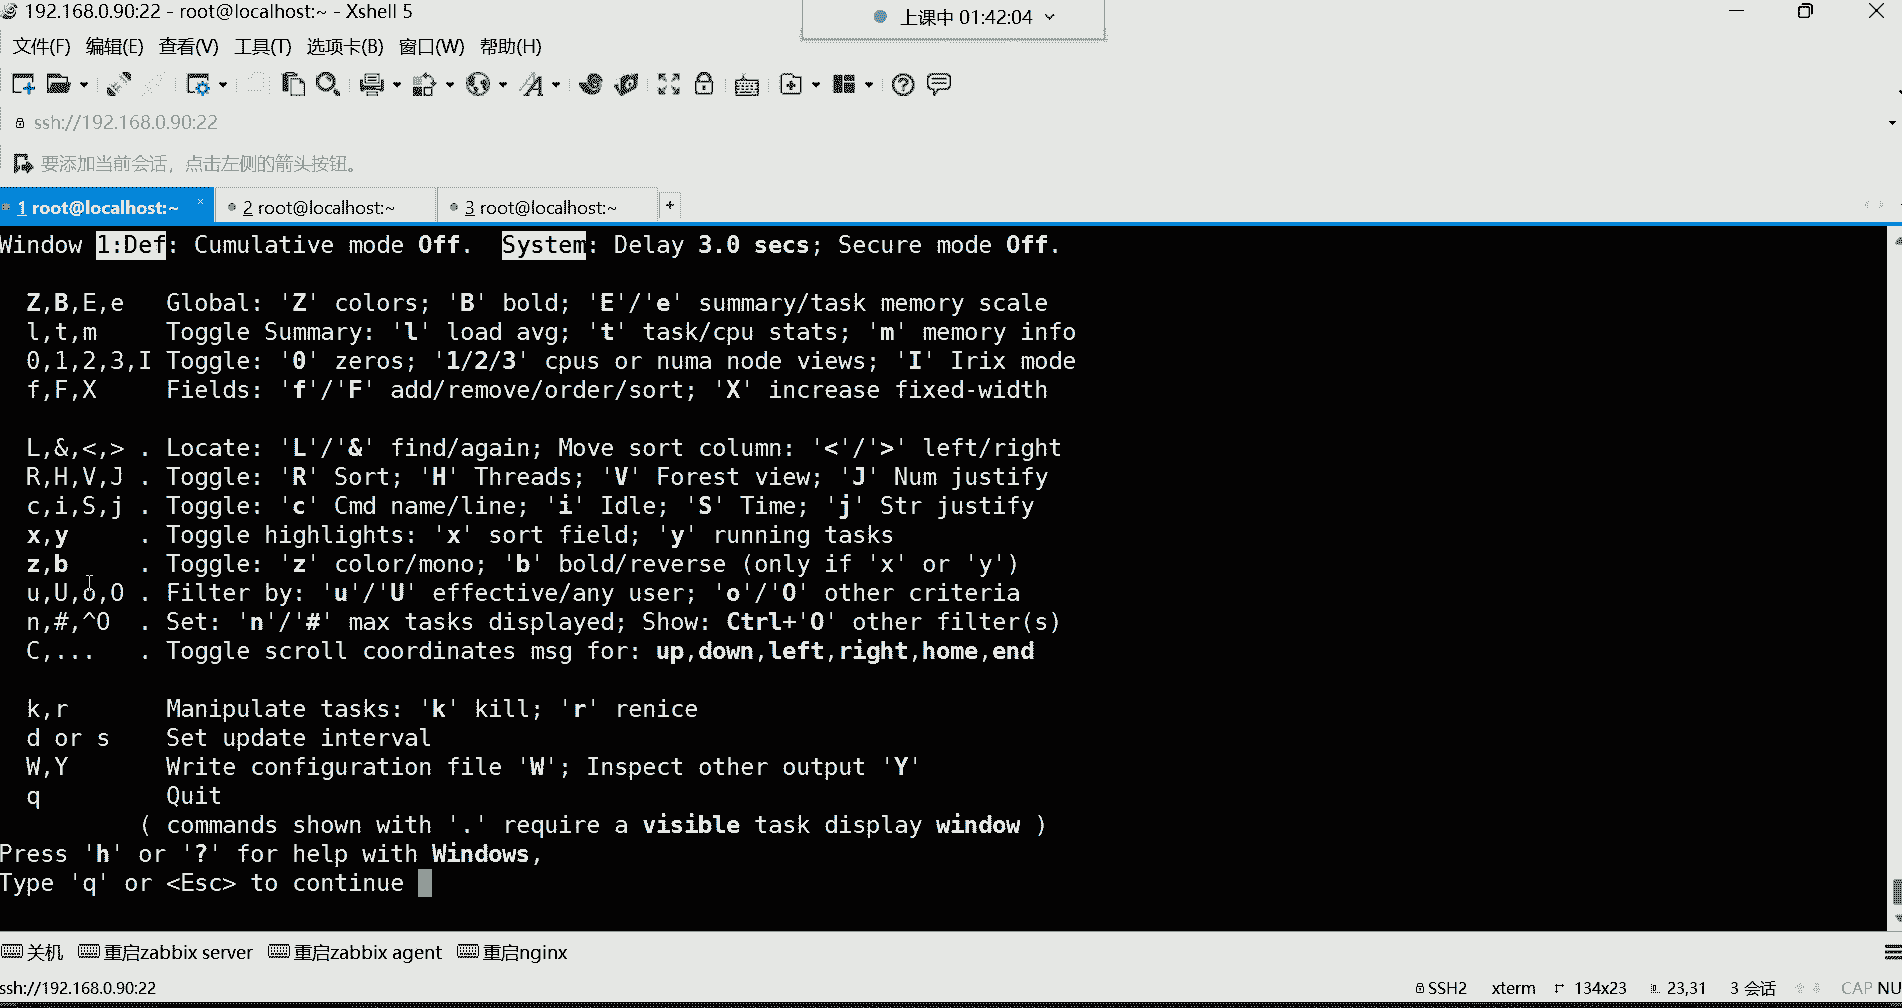 192.168.0.90:22 - root@localhost:~ - Xshell 5
上课中 01:42:04
文件(F) 编辑(E) 查看(V) 工具(T) 选项卡(B) 窗口(W) 帮助(H)
ssh://192.168.0.90:22
要添加当前会话，点击左侧的箭头按钮。
1 root@localhost:~ × 2 root@localhost:~ 3 root@localhost:~ +
Window 1:Def: Cumulative mode Off.  System: Delay 3.0 secs; Secure mode Off.
Z,B,E,e   Global: 'Z' colors; 'B' bold; 'E'/'e' summary/task memory scale
l,t,m     Toggle Summary: 'l' load avg; 't' task/cpu stats; 'm' memory info
0,1,2,3,I Toggle: '0' zeros; '1/2/3' cpus or numa node views; 'I' Irix mode
f,F,X     Fields: 'f'/'F' add/remove/order/sort; 'X' increase fixed-width
L,&,<,> . Locate: 'L'/'&' find/again; Move sort column: '<'/'>' left/right
R,H,V,J . Toggle: 'R' Sort; 'H' Threads; 'V' Forest view; 'J' Num justify
c,i,S,j . Toggle: 'c' Cmd name/line; 'i' Idle; 'S' Time; 'j' Str justify
x,y     . Toggle highlights: 'x' sort field; 'y' running tasks
z,b     . Toggle: 'z' color/mono; 'b' bold/reverse (only if 'x' or 'y')
u,U,o,O . Filter by: 'u'/'U' effective/any user; 'o'/'O' other criteria
n,#,^O  . Set: 'n'/'#' max tasks displayed; Show: Ctrl+'O' other filter(s)
C,...   . Toggle scroll coordinates msg for: up,down,left,right,home,end
k,r       Manipulate tasks: 'k' kill; 'r' renice
d or s    Set update interval
W,Y       Write configuration file 'W'; Inspect other output 'Y'
q         Quit
( commands shown with '.' require a visible task display window )
Press 'h' or '?' for help with Windows,
Type 'q' or <Esc> to continue
关机 重启zabbix server 重启zabbix agent 重启nginx
ssh://192.168.0.90:22 SSH2 xterm 134x23 23,31 3 会话 CAP NU